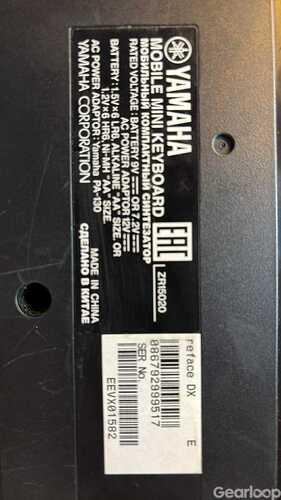 YAMAHA
MOBILE MINI KEYBOARD
МОБИЛЬНЫЙ КОМПАКТНЫЙ СИНТЕЗАТОР
RATED VOLTAGE: BATTERY 9V ⎓ OR 7.2V ⎓
AC POWER ADAPTOR 12V ⎓
BATTERY: 1.5V×6 LR6, ALKALINE "AA" SIZE, OR
1.2V×6 HR6, Ni-MH "AA" SIZE,
AC POWER ADAPTOR: Yamaha PA-130
YAMAHA CORPORATION
EAC
ZR15020
MADE IN CHINA
СДЕЛАНО В КИТАЕ
reface DX E
086792999517
SER No.
EEVX01582
Gearloop